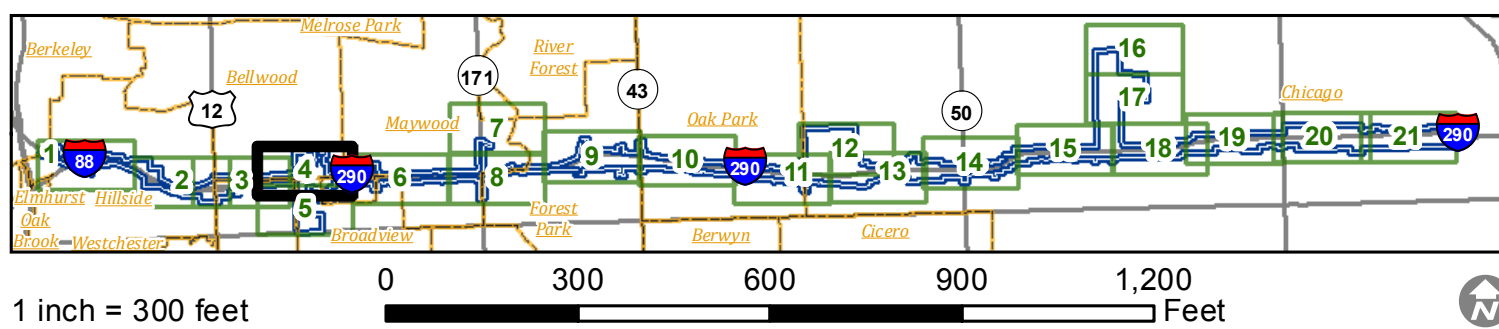 Melrose Park
Berkeley
River
Forest
16
Bellwood
171
43
12
50
17
Chicago
Maywood
7
Oak Park
1
88
9
12
15
18
19
20
21
290
2
3
4
290
6
8
10
290
11
13
14
Elmhurst
Hillside
5
Oak
Brook
Westchester
Broadview
Forest
Park
Berwyn
Cicero
0
300
600
900
1,200
1 inch = 300 feet
Feet
N